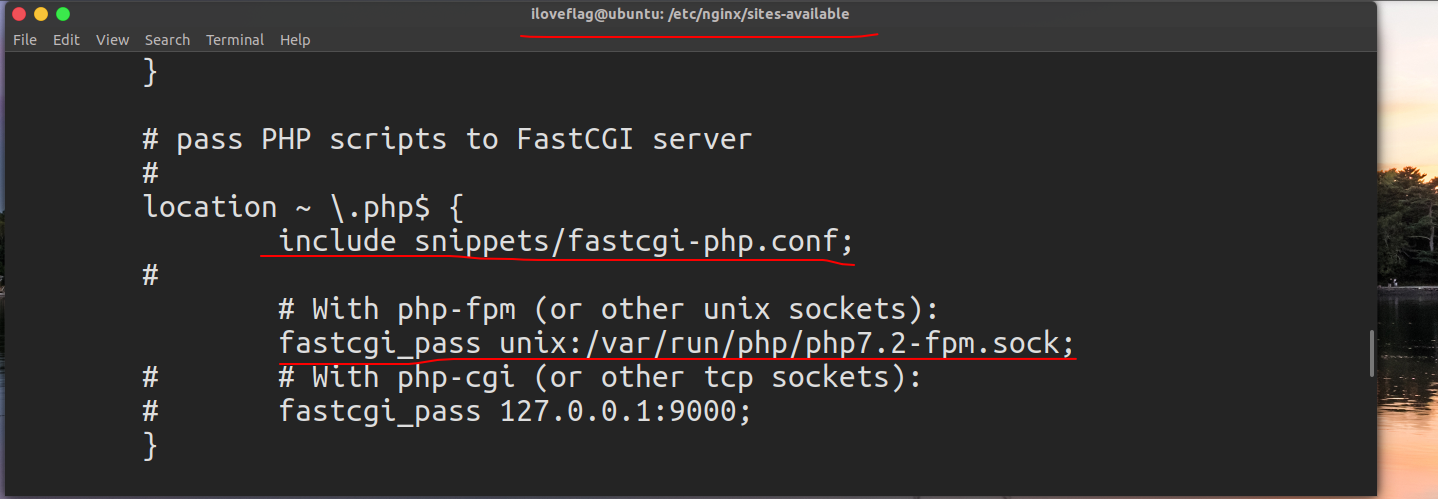 iloveflag@ubuntu: /etc/nginx/sites-available
File Edit View Search Terminal Help
}
# pass PHP scripts to FastCGI server
#
location ~ \.php$ {
include snippets/fastcgi-php.conf;
#
# With php-fpm (or other unix sockets):
fastcgi_pass unix:/var/run/php/php7.2-fpm.sock;
# # With php-cgi (or other tcp sockets):
# fastcgi_pass 127.0.0.1:9000;
}